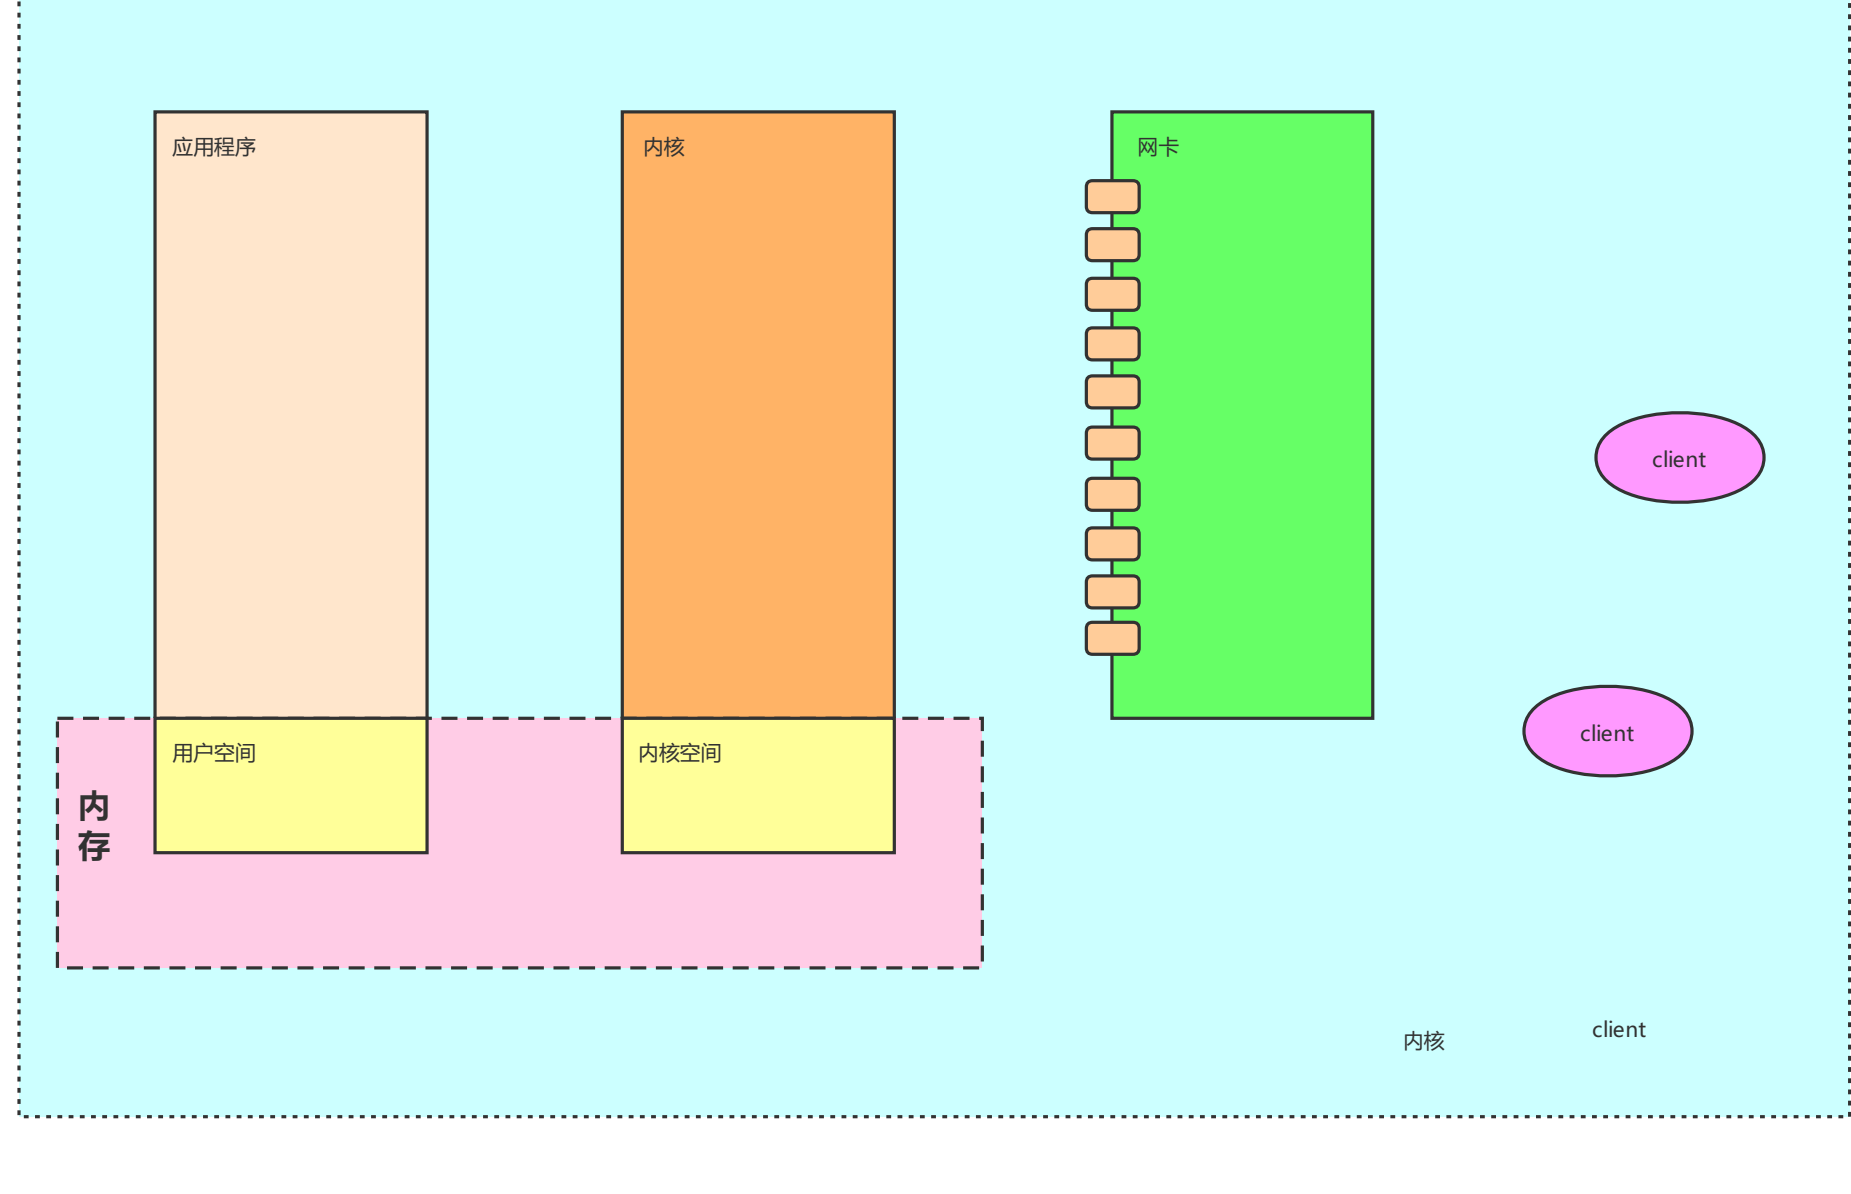 应用程序
内核
网卡
client
client
用户空间
内核空间
内
存
client
内核